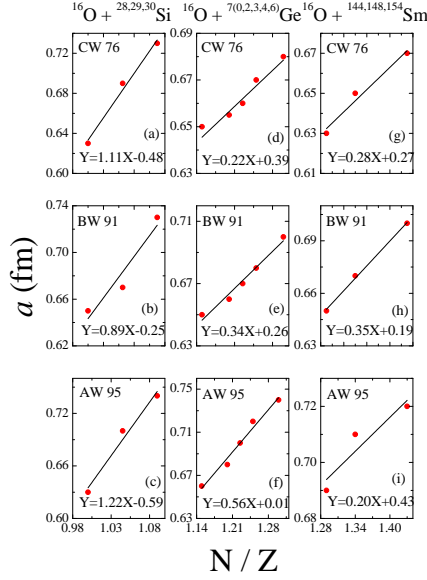 16O + 28,29,30Si 16O + 7(0,2,3,4,6)Ge 16O + 144,148,154Sm
CW 76 CW 76 CW 76
0.72 0.69 0.67
0.68 0.67 0.65
0.64 0.65 0.63
0.60 0.63 0.61
(a) (d) (g)
Y=1.11X-0.48 Y=0.22X+0.39 Y=0.28X+0.27
BW 91 BW 91 BW 91
0.74 0.71 0.69
0.70 0.67 0.66
0.66 0.63 0.63
0.62
(b) (e) (h)
Y=0.89X-0.25 Y=0.34X+0.26 Y=0.35X+0.19
AW 95 AW 95 AW 95
0.72 0.75 0.72
0.66 0.71 0.70
0.60 0.67 0.68
0.63
(c) (f) (i)
Y=1.22X-0.59 Y=0.56X+0.01 Y=0.20X+0.43
0.98 1.04 1.09 1.14 1.21 1.28 1.28 1.34 1.40
a (fm)
N / Z